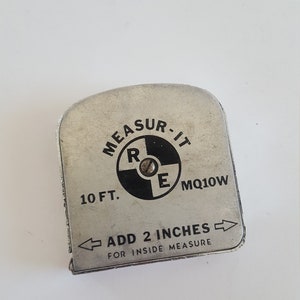 MEASUR-IT
R E
10 FT. MQ10W
ADD 2 INCHES
FOR INSIDE MEASURE